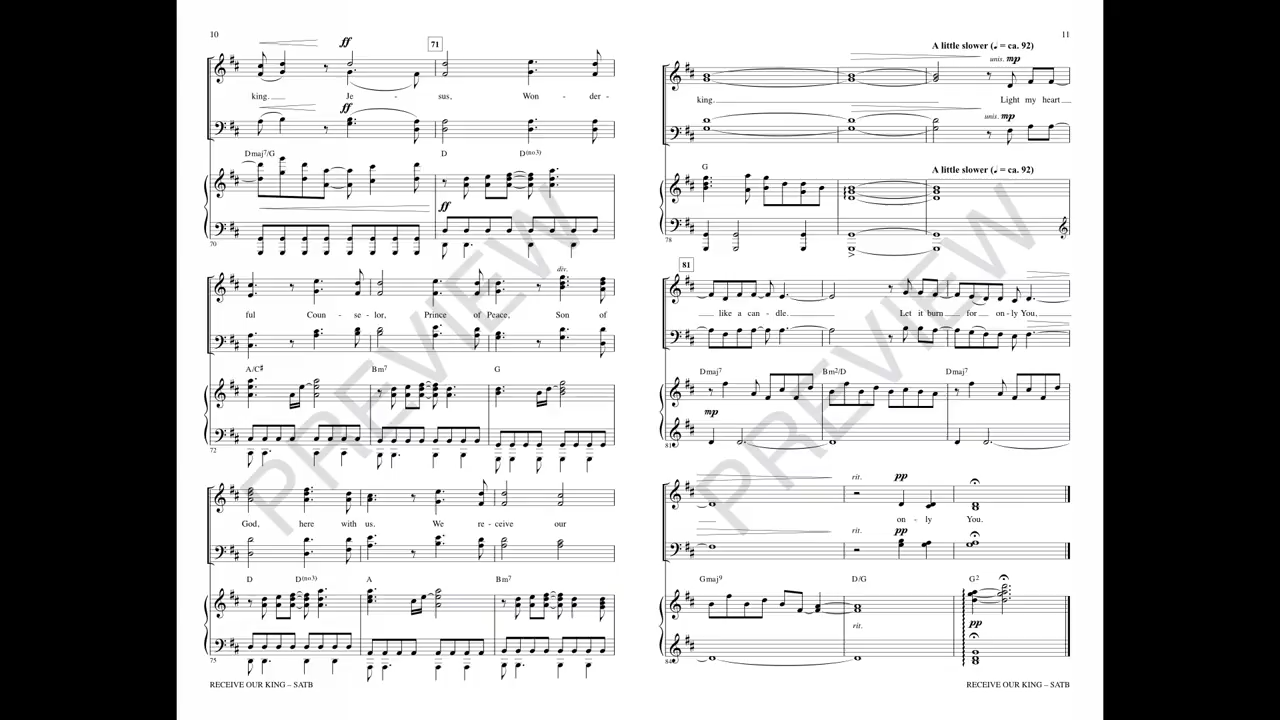 10
ff
71
king. Je - sus, Won - der -
ff
Dmaj7/G D D(no3)
ff
70
div.
ful Coun - se - lor, Prince of Peace, Son of
A/C♯ Bm7 G
72
God, here with us. We re - ceive our
D D(no3) A Bm7
75
RECEIVE OUR KING – SATB
11
A little slower (♩ = ca. 92)
unis. mp
king. Light my heart
unis. mp
G
A little slower (♩ = ca. 92)
78
81
like a can - dle. Let it burn for on - ly You,
Dmaj7 Bm2/D Dmaj7
mp
81
rit. pp
on - ly You.
rit. pp
Gmaj9 D/G G2
rit. pp
84
RECEIVE OUR KING – SATB
PREVIEW
PREVIEW